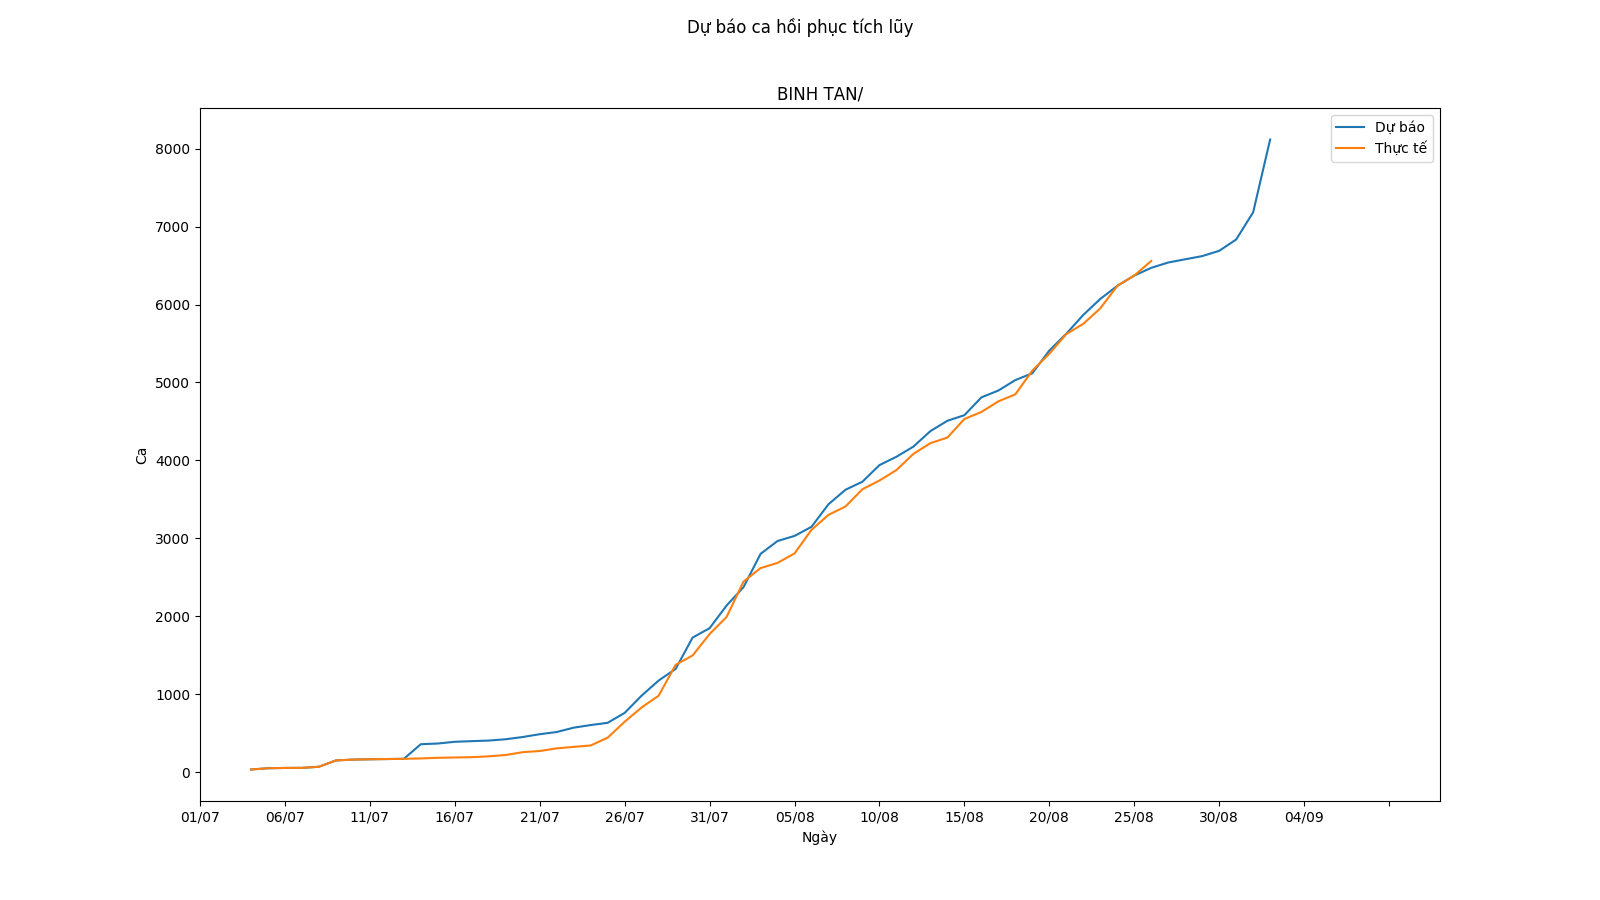 Dự báo ca hồi phục tích lũy
BINH TAN/
Dự báo
Thực tế
8000
7000
6000
5000
4000
3000
2000
1000
0
Ca
01/07 06/07 11/07 16/07 21/07 26/07 31/07 05/08 10/08 15/08 20/08 25/08 30/08 04/09
Ngày